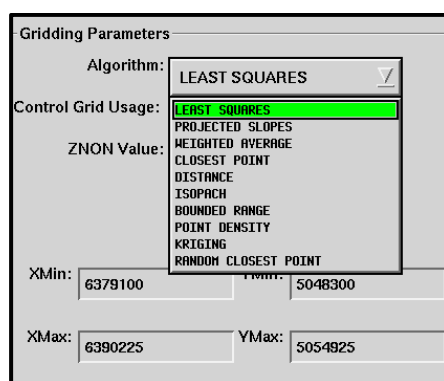 Gridding Parameters
Algorithm: LEAST SQUARES
Control Grid Usage:
LEAST SQUARES
PROJECTED SLOPES
WEIGHTED AVERAGE
ZNON Value:
CLOSEST POINT
DISTANCE
ISOPACH
BOUNDED RANGE
POINT DENSITY
KRIGING
RANDOM CLOSEST POINT
XMin: 6379100 YMin: 5048300
XMax: 6390225 YMax: 5054925